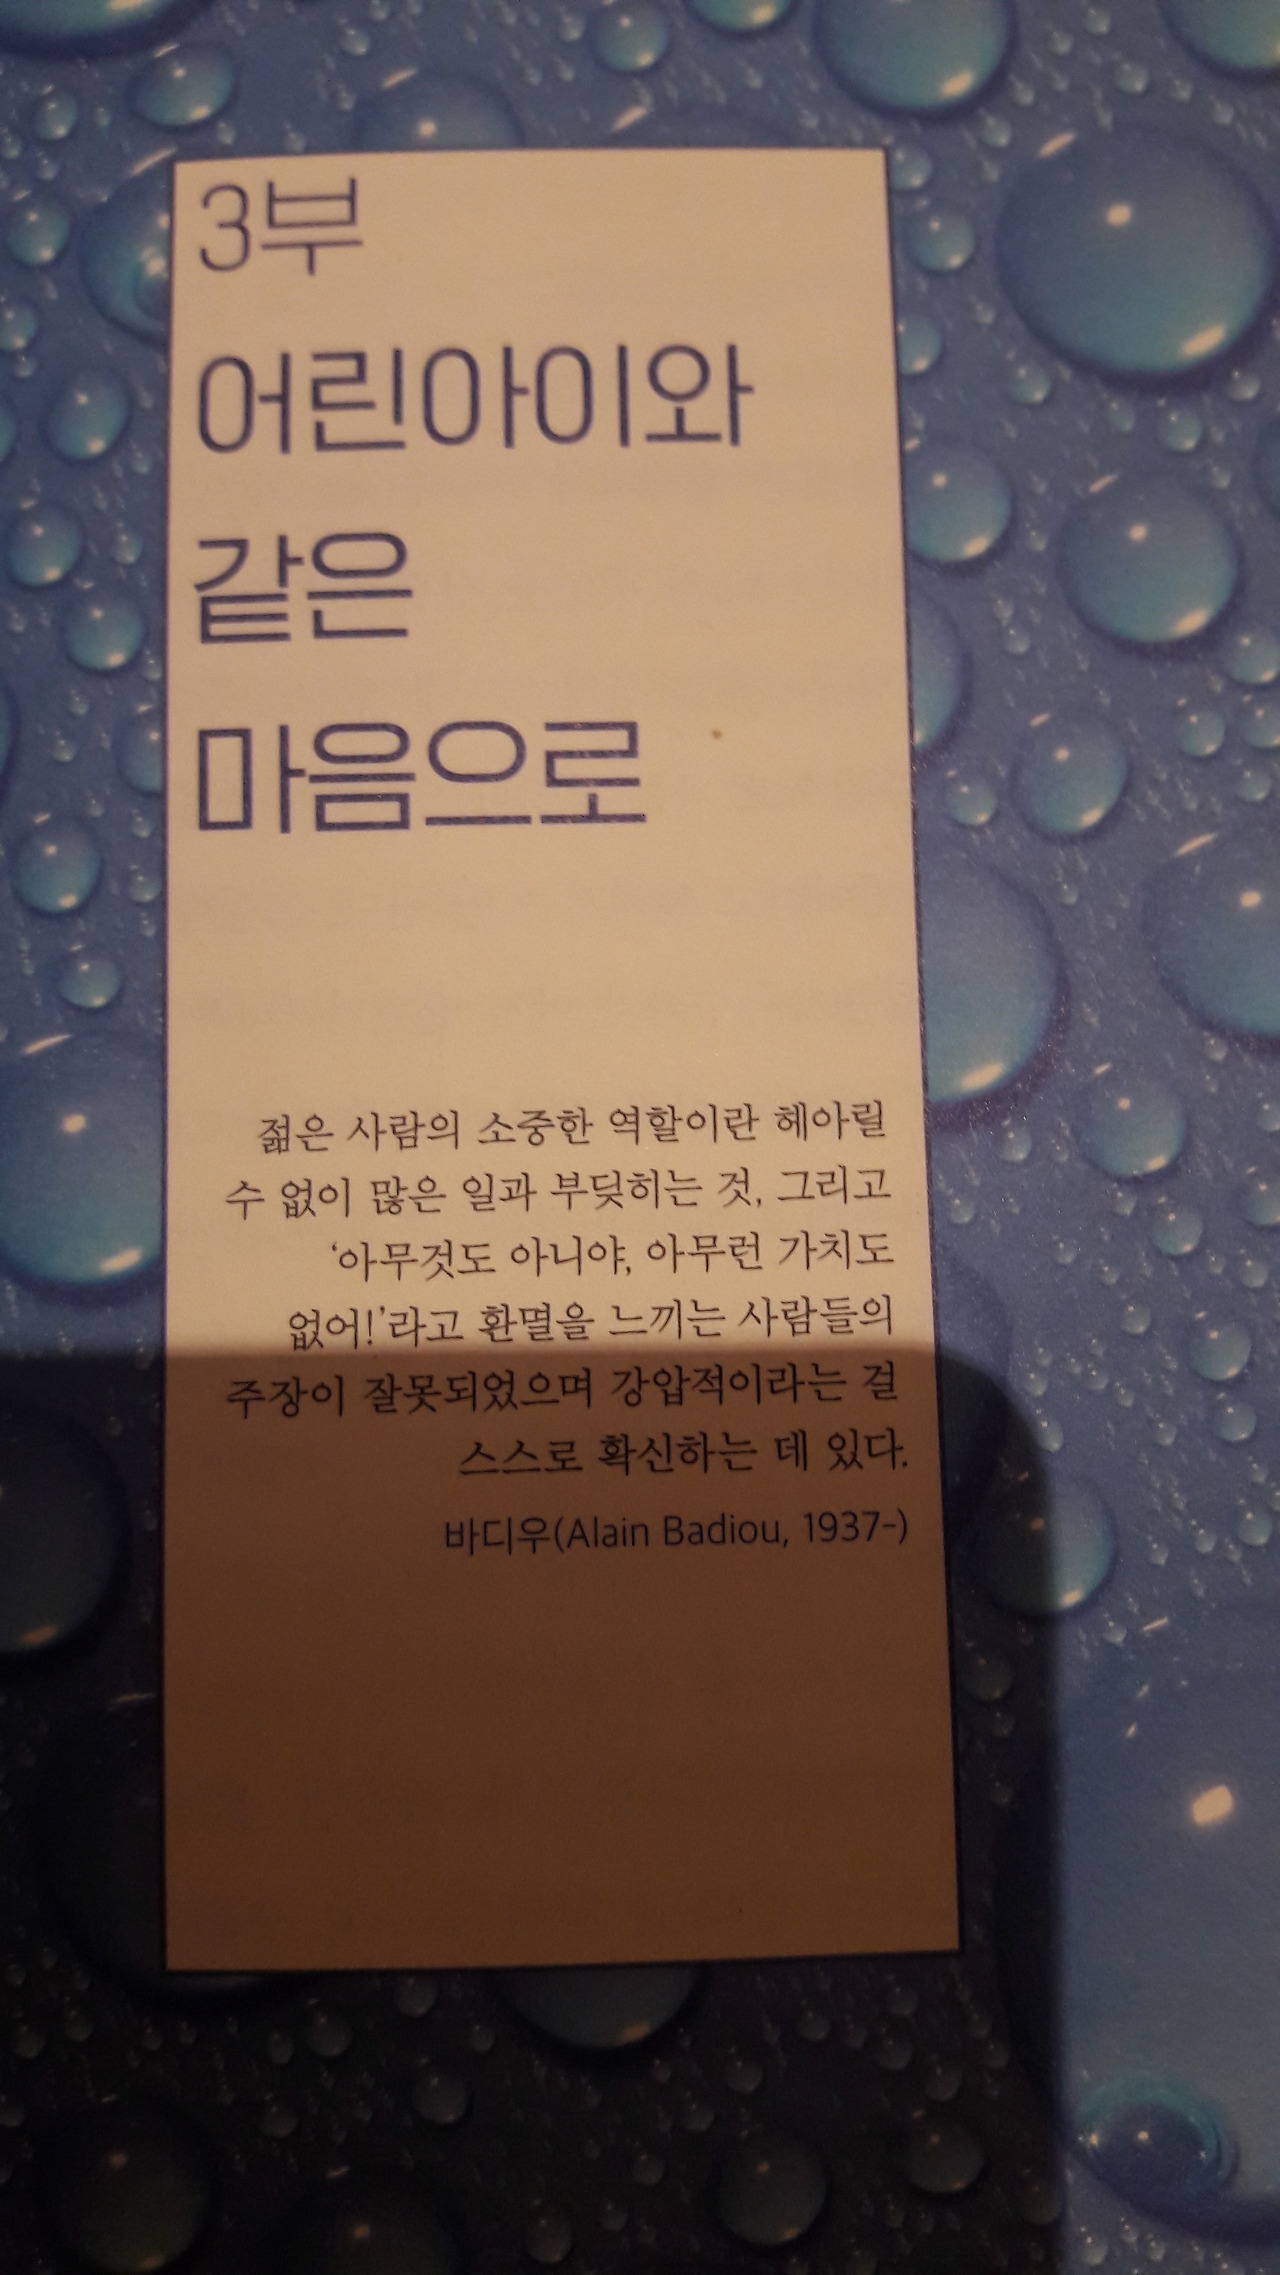 3부
어린아이와
같은
마음으로
젊은 사람의 소중한 역할이란 헤아릴
수 없이 많은 일과 부딪히는 것, 그리고
‘아무것도 아니야, 아무런 가치도
없어!’라고 환멸을 느끼는 사람들의
주장이 잘못되었으며 강압적이라는 걸
스스로 확신하는 데 있다.
바디우(Alain Badiou, 1937-)